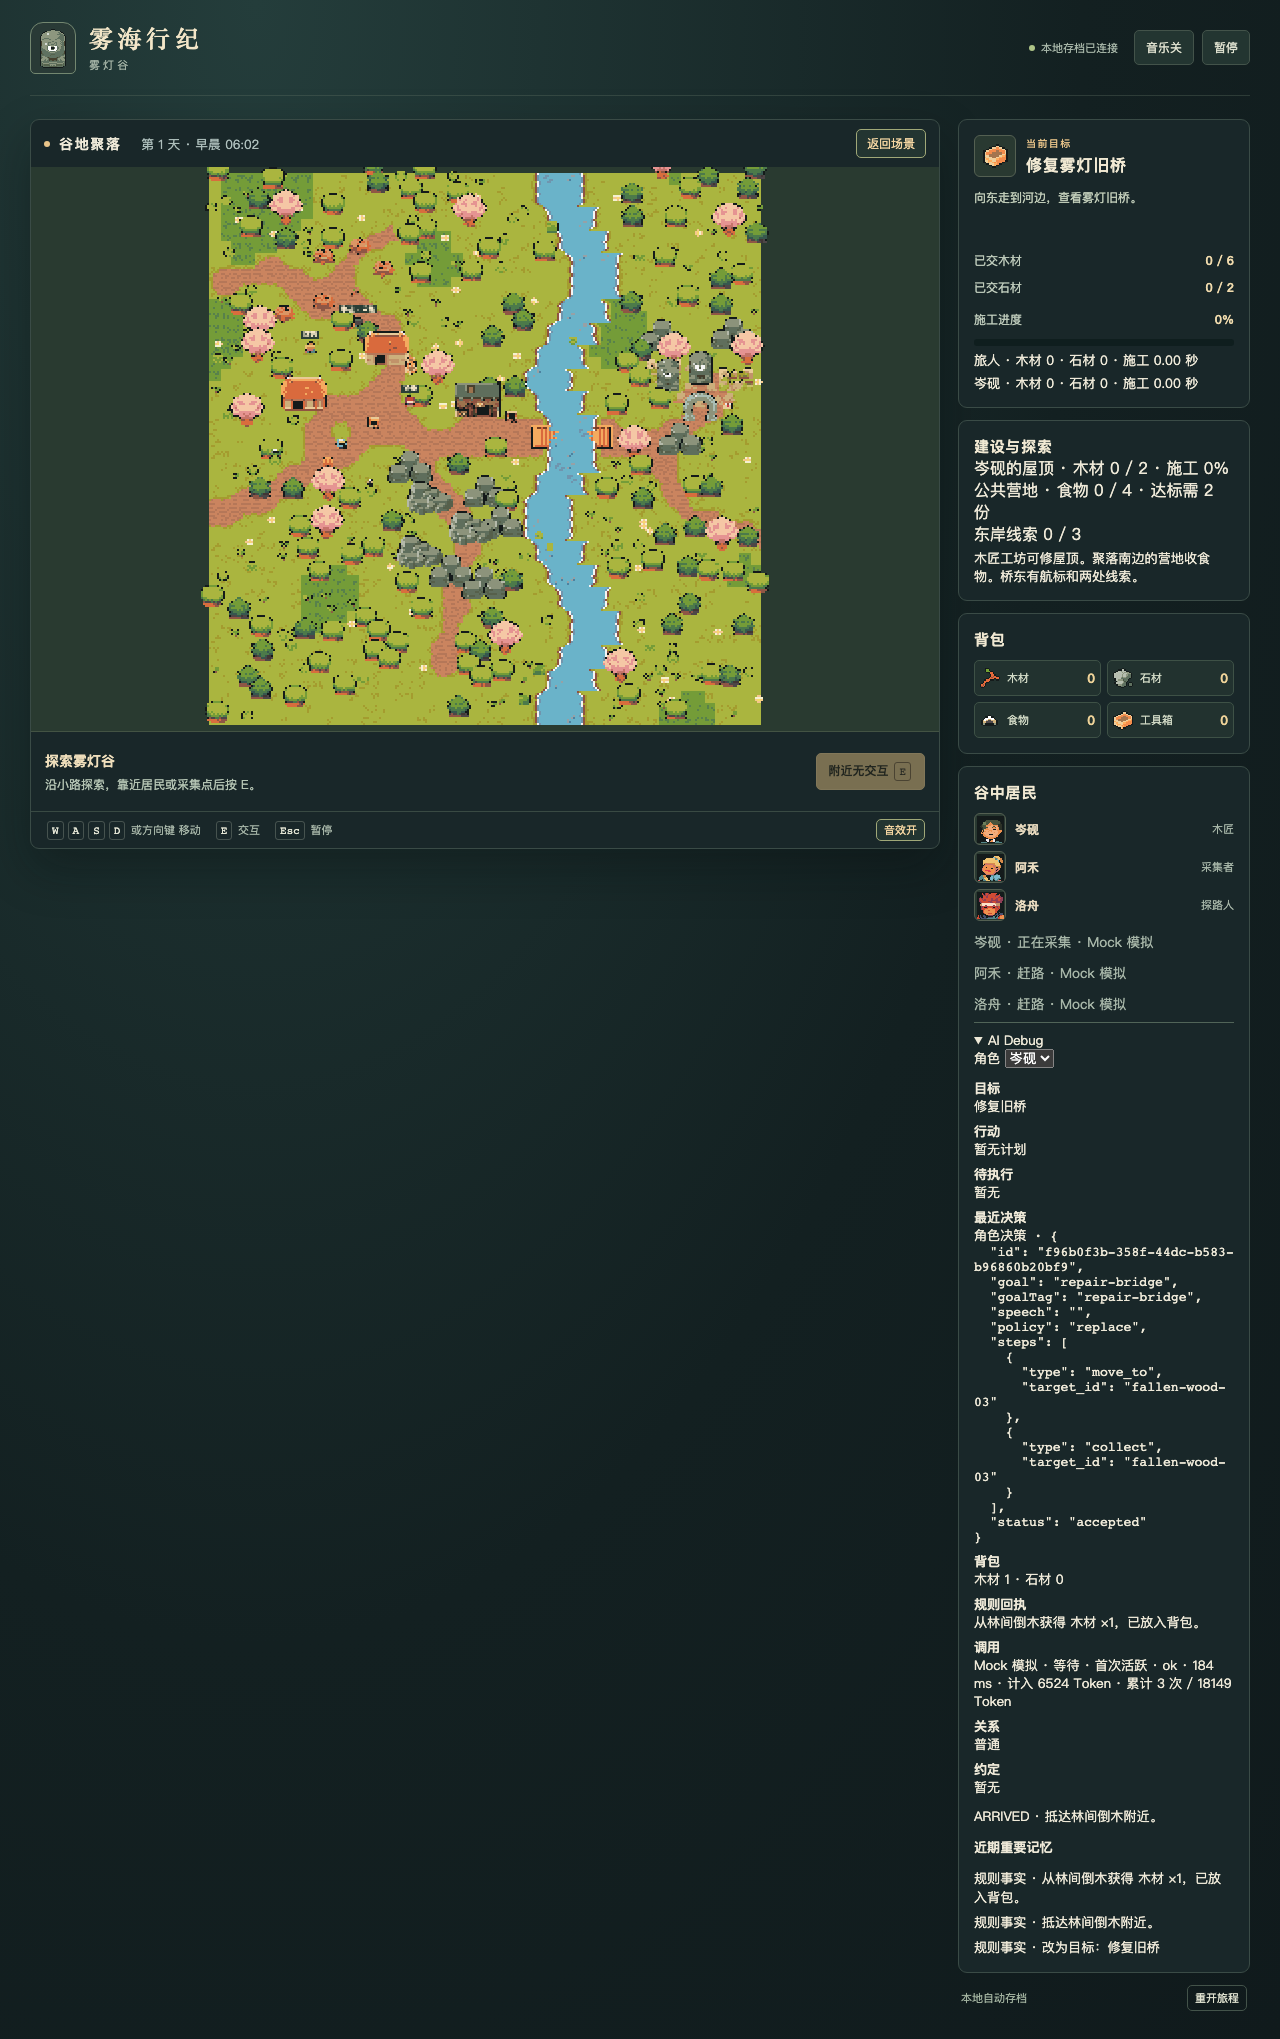 雾海行纪
雾灯谷
本地存档已连接
音乐关
暂停
谷地聚落
第 1 天 · 早晨 06:02
返回场景
探索雾灯谷
沿小路探索，靠近居民或采集点后按 E。
附近无交互 E
W A S D 或方向键 移动 E 交互 Esc 暂停
音效开
当前目标
修复雾灯旧桥
向东走到河边，查看雾灯旧桥。
已交木材 0 / 6
已交石材 0 / 2
施工进度 0%
旅人 · 木材 0 · 石材 0 · 施工 0.00 秒
岑砚 · 木材 0 · 石材 0 · 施工 0.00 秒
建设与探索
岑砚的屋顶 · 木材 0 / 2 · 施工 0%
公共营地 · 食物 0 / 4 · 达标需 2
份
东岸线索 0 / 3
木匠工坊可修屋顶。聚落南边的营地收食
物。桥东有航标和两处线索。
背包
木材 0
石材 0
食物 0
工具箱 0
谷中居民
岑砚 木匠
阿禾 采集者
洛舟 探路人
岑砚 · 正在采集 · Mock 模拟
阿禾 · 赶路 · Mock 模拟
洛舟 · 赶路 · Mock 模拟
▼ AI Debug
角色 岑砚
目标
修复旧桥
行动
暂无计划
待执行
暂无
最近决策
角色决策 · {
"id": "f96b0f3b-358f-44dc-b583-
b96860b20bf9",
"goal": "repair-bridge",
"goalTag": "repair-bridge",
"speech": "",
"policy": "replace",
"steps": [
{
"type": "move_to",
"target_id": "fallen-wood-
03"
},
{
"type": "collect",
"target_id": "fallen-wood-
03"
}
],
"status": "accepted"
}
背包
木材 1 · 石材 0
规则回执
从林间倒木获得 木材 ×1，已放入背包。
调用
Mock 模拟 · 等待 · 首次活跃 · ok · 184
ms · 计入 6524 Token · 累计 3 次 / 18149
Token
关系
普通
约定
暂无
ARRIVED · 抵达林间倒木附近。
近期重要记忆
规则事实 · 从林间倒木获得 木材 ×1，已放
入背包。
规则事实 · 抵达林间倒木附近。
规则事实 · 改为目标：修复旧桥
本地自动存档
重开旅程